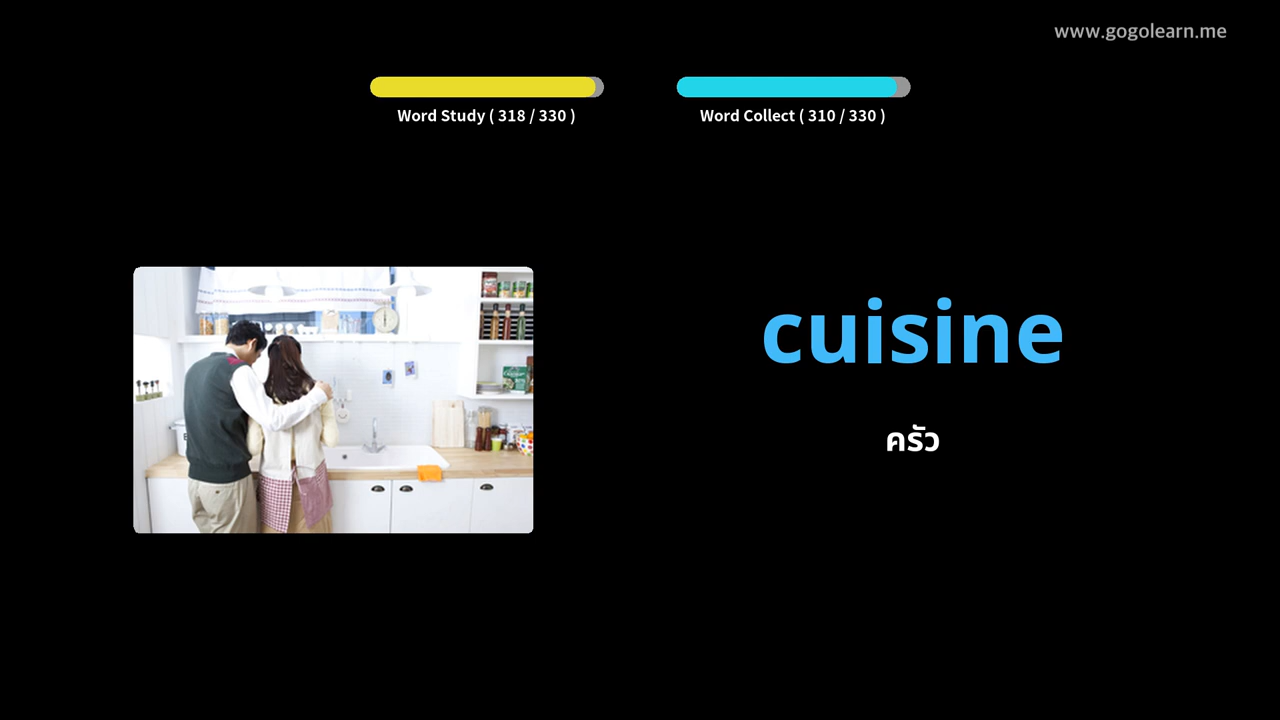 www.gogolearn.me
Word Study ( 318 / 330 )
Word Collect ( 310 / 330 )
cuisine
ครัว